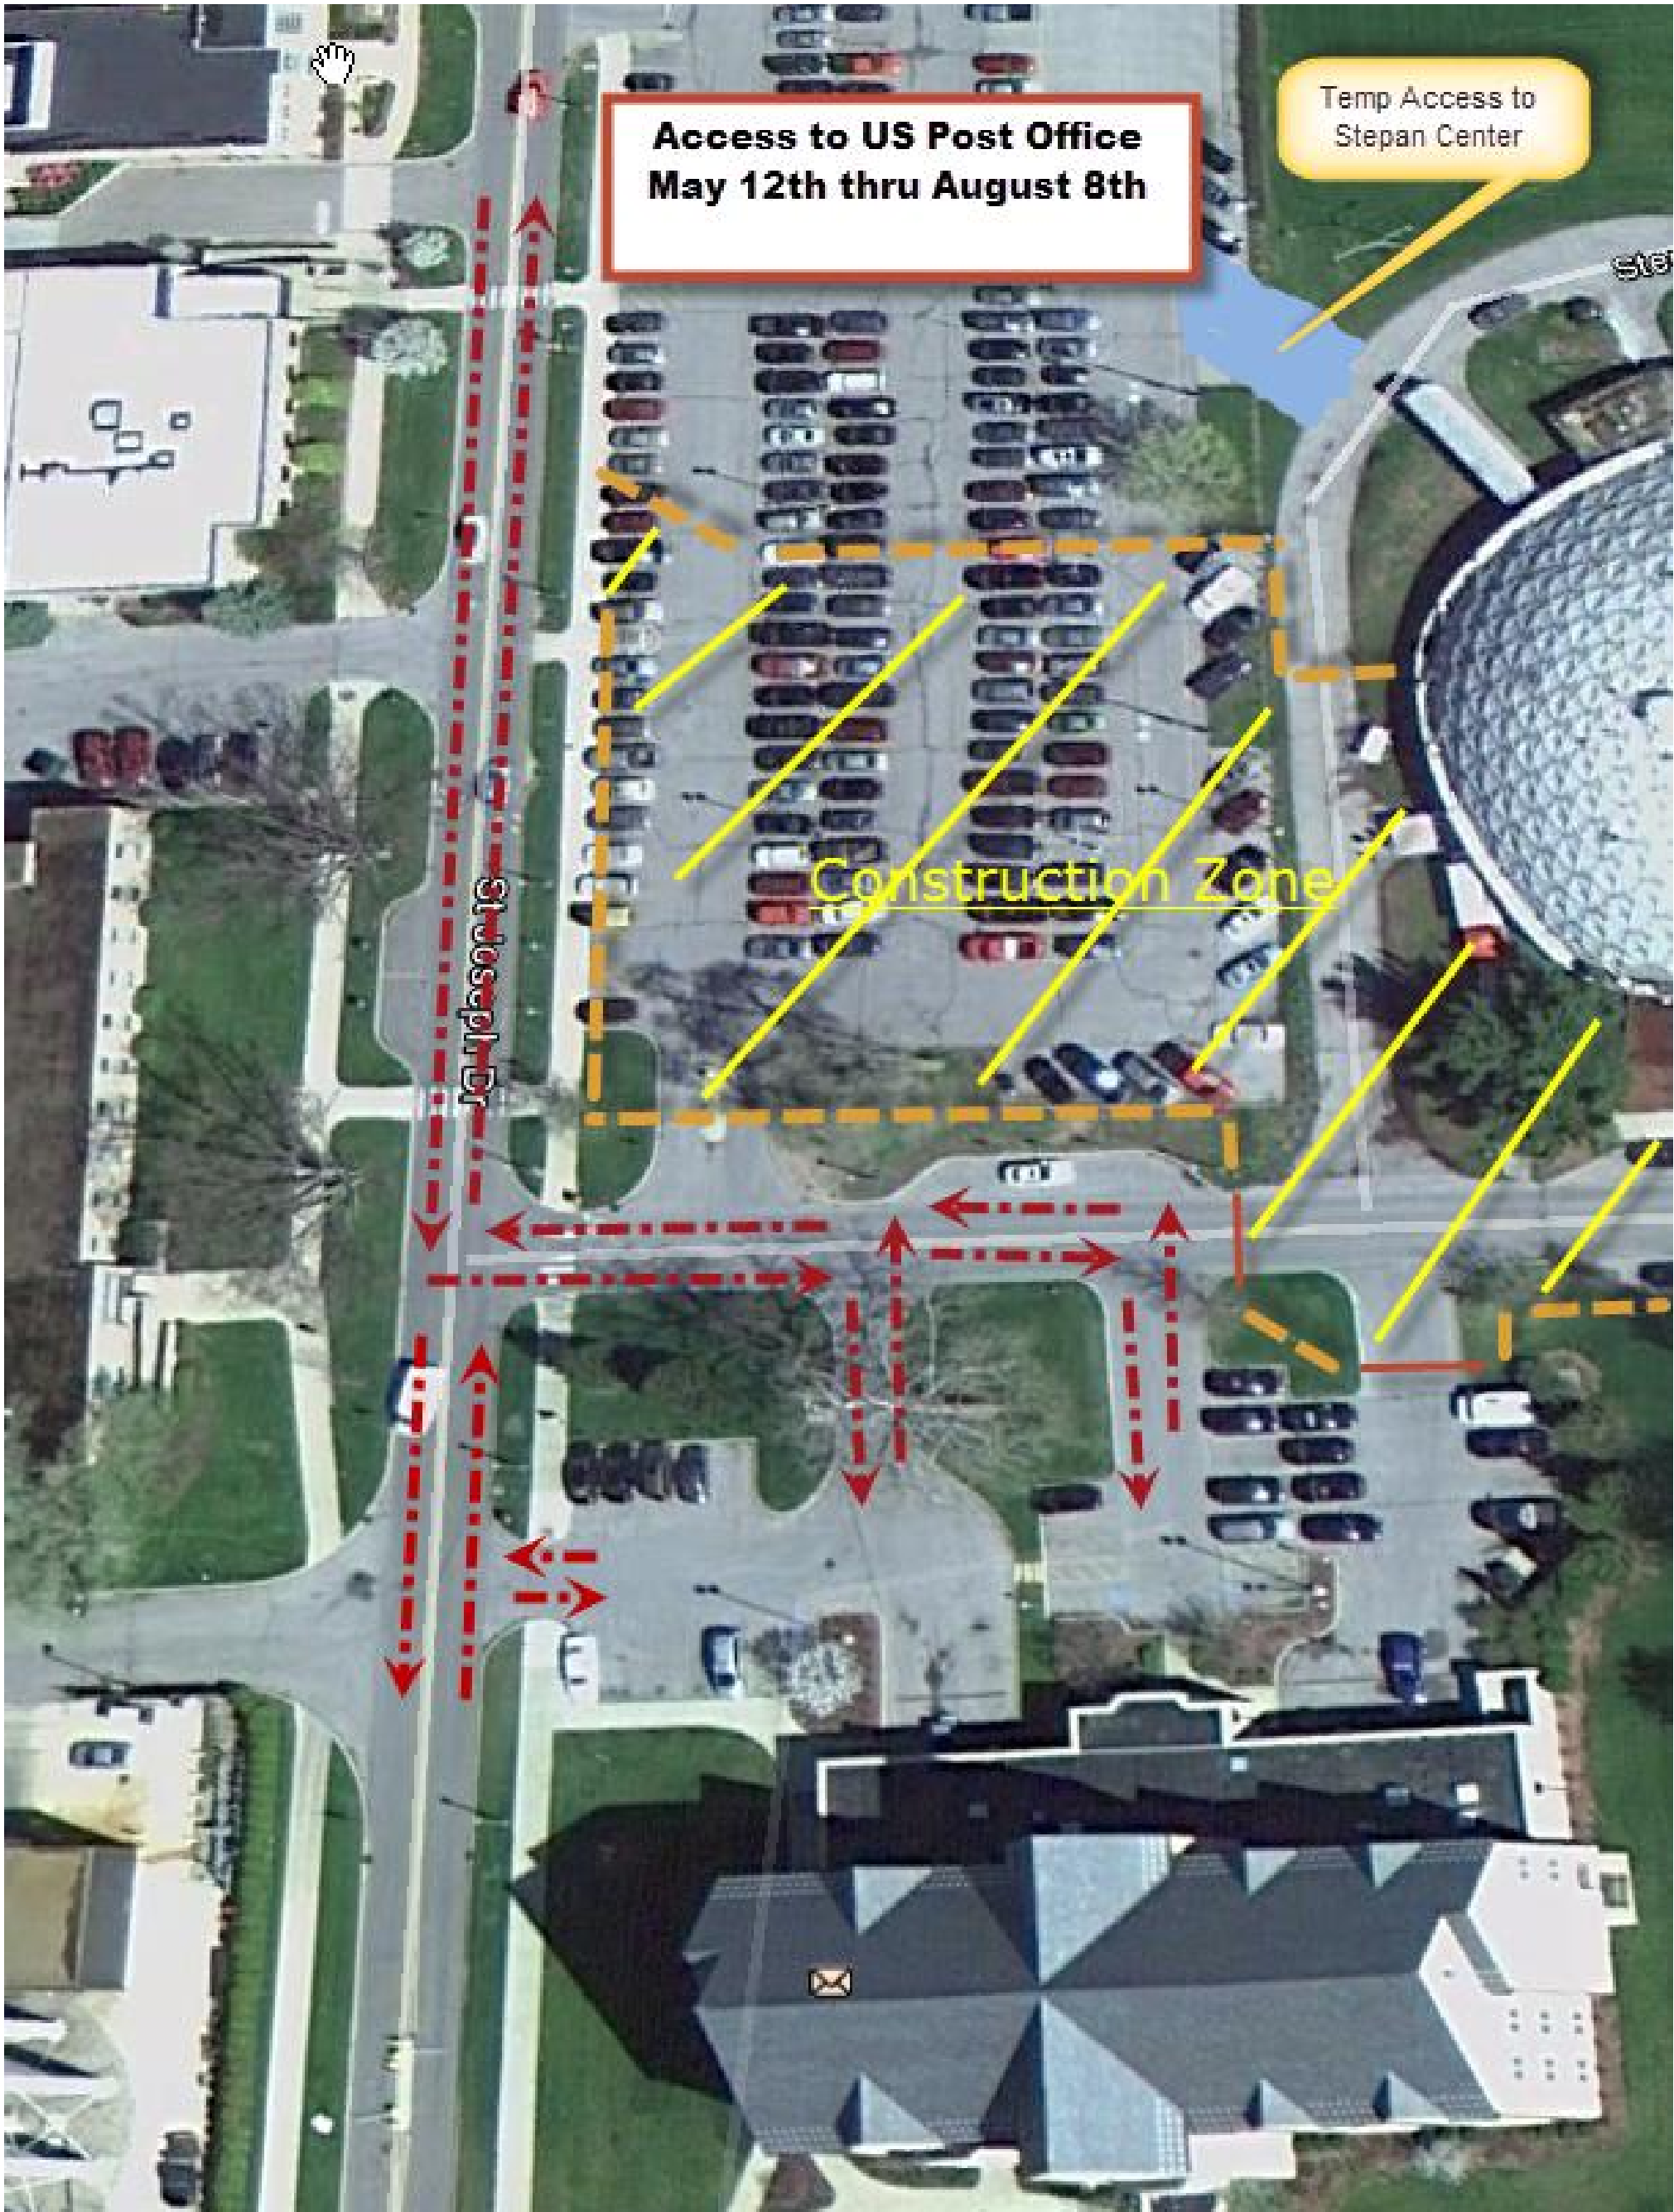 Access to US Post Office
May 12th thru August 8th
Temp Access to
Stepan Center
Ste
Construction Zone
St Joseph Dr